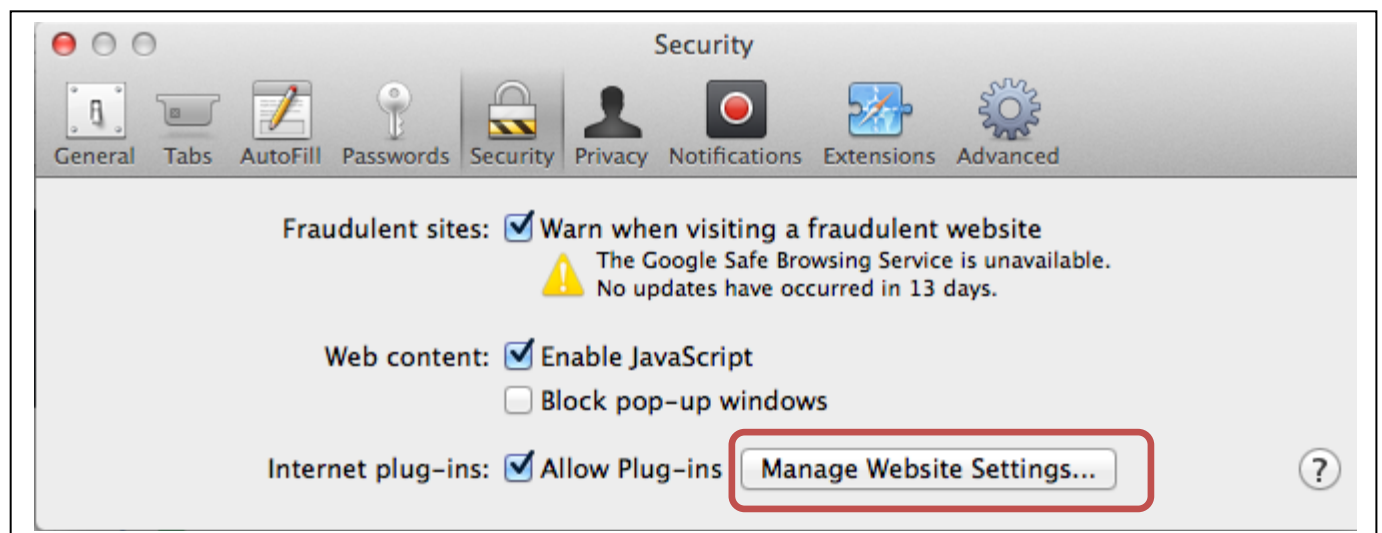 Security
General Tabs AutoFill Passwords Security Privacy Notifications Extensions Advanced
Fraudulent sites: Warn when visiting a fraudulent website
The Google Safe Browsing Service is unavailable.
No updates have occurred in 13 days.
Web content: Enable JavaScript
Block pop-up windows
Internet plug-ins: Allow Plug-ins Manage Website Settings... ?